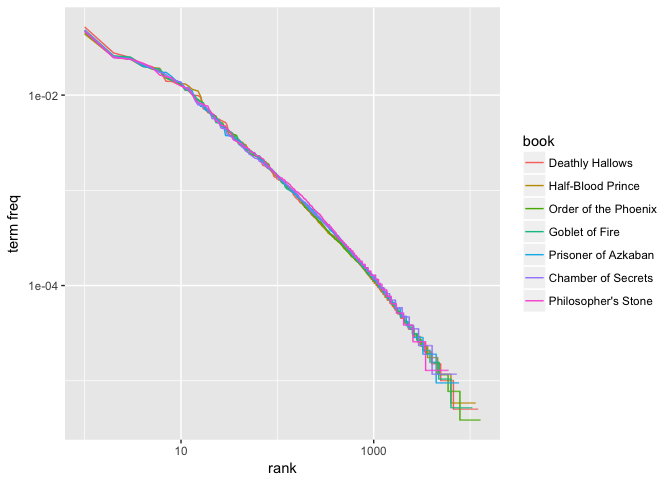 1e-02
1e-04
term freq
10
1000
rank
book
Deathly Hallows
Half-Blood Prince
Order of the Phoenix
Goblet of Fire
Prisoner of Azkaban
Chamber of Secrets
Philosopher's Stone